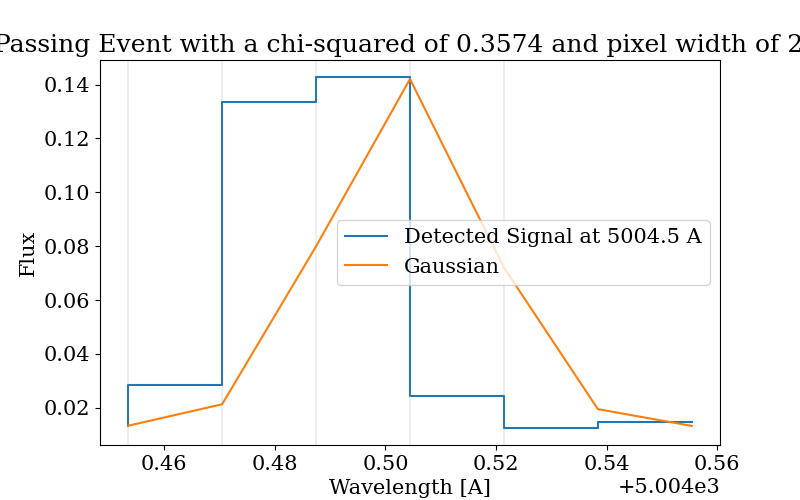 Passing Event with a chi-squared of 0.3574 and pixel width of 2
0.14
0.12
0.10
0.08
0.06
0.04
0.02
Flux
Detected Signal at 5004.5 A
Gaussian
0.46 0.48 0.50 0.52 0.54 0.56
Wavelength [A]
+5.004e3